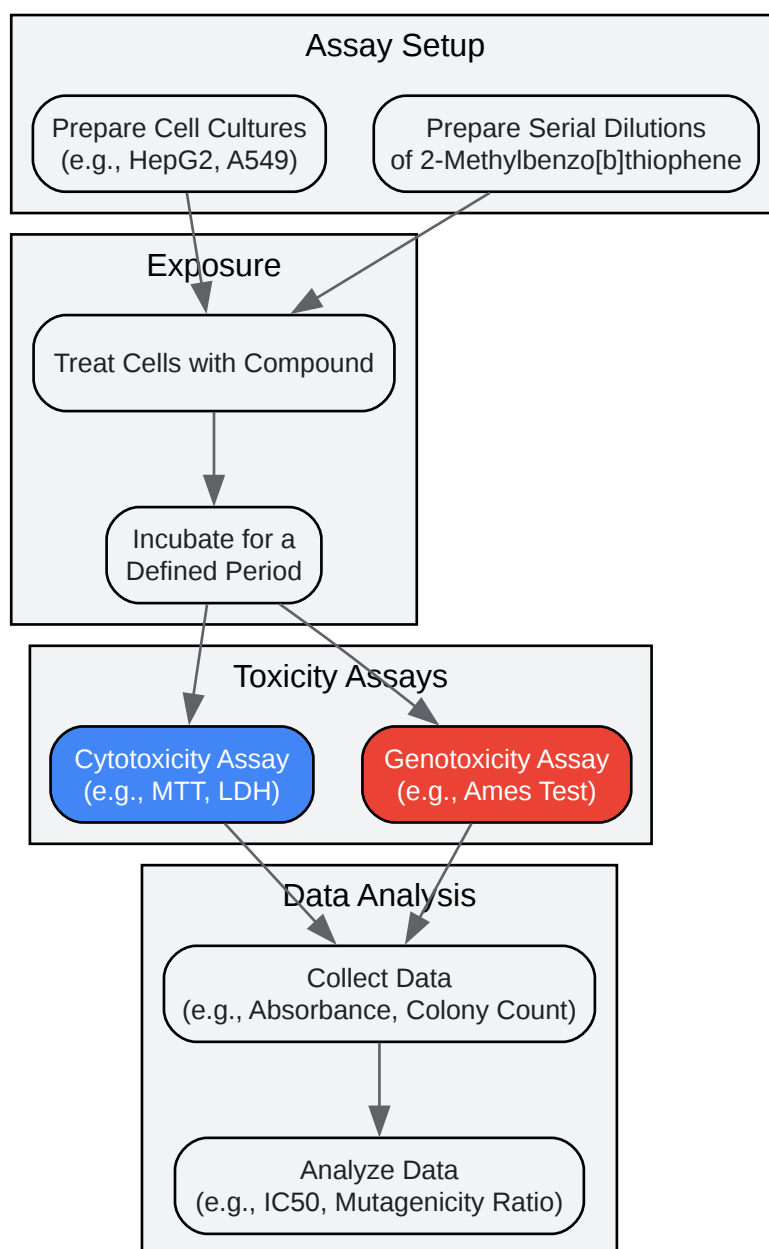 Assay Setup
Prepare Cell Cultures
(e.g., HepG2, A549)
Prepare Serial Dilutions
of 2-Methylbenzo[b]thiophene
Exposure
Treat Cells with Compound
Incubate for a
Defined Period
Toxicity Assays
Cytotoxicity Assay
(e.g., MTT, LDH)
Genotoxicity Assay
(e.g., Ames Test)
Data Analysis
Collect Data
(e.g., Absorbance, Colony Count)
Analyze Data
(e.g., IC50, Mutagenicity Ratio)